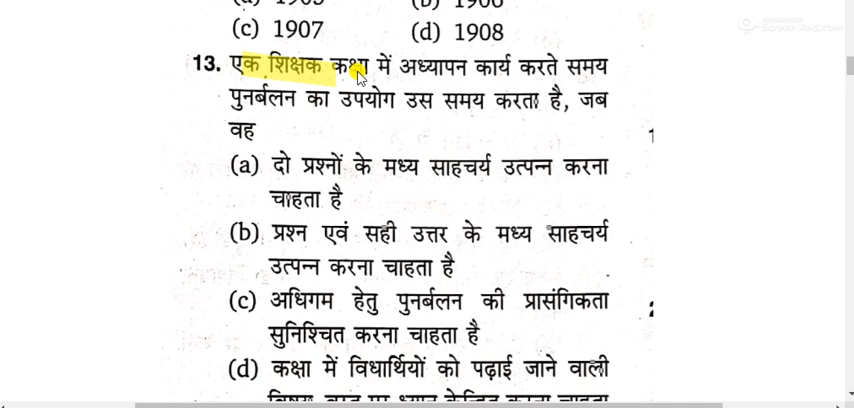 (c) 1907 (d) 1908
13. एक शिक्षक कक्षा में अध्यापन कार्य करते समय
पुनर्बलन का उपयोग उस समय करता है, जब
वह
(a) दो प्रश्नों के मध्य साहचर्य उत्पन्न करना
चाहता है
(b) प्रश्न एवं सही उत्तर के मध्य साहचर्य
उत्पन्न करना चाहता है
(c) अधिगम हेतु पुनर्बलन की प्रासंगिकता
सुनिश्चित करना चाहता है
(d) कक्षा में विधार्थियों को पढ़ाई जाने वाली